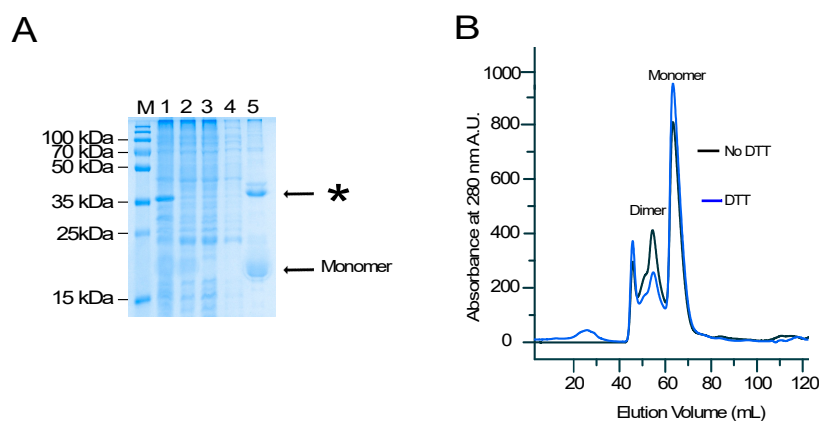 A
M 1 2 3 4 5
100 kDa
70 kDa
50 kDa
35 kDa
25kDa
15 kDa
*
Monomer
B
Absorbance at 280 nm A.U.
1000
800
600
400
200
0
20 40 60 80 100 120
Elution Volume (mL)
Monomer
Dimer
No DTT
DTT